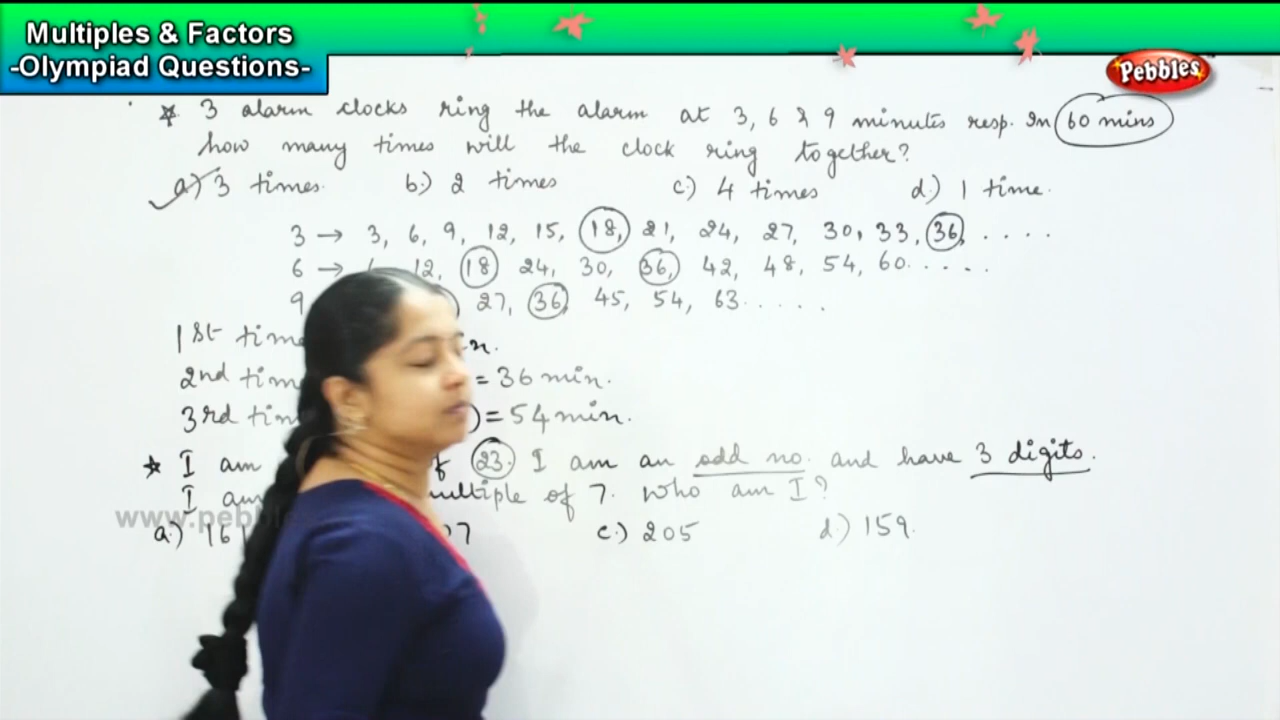 Multiples & Factors
-Olympiad Questions-
Pebbles
★ 3 alarm clocks ring the alarm at 3, 6 & 9 minutes resp. In 60 mins
how many times will the clock ring together?
a.) 3 times. b.) 2 times c.) 4 times d.) 1 time.
3 → 3, 6, 9, 12, 15, 18, 21, 24, 27, 30, 33, 36, ....
6 → 12, 18 24, 30, 36, 42, 48, 54, 60.....
9 27, 36, 45, 54, 63.....
1st time
2nd tim = 36 min.
3rd tim ) = 54 min.
★ I am 23. I am an odd no. and have 3 digits.
I am multiple of 7. Who am I?
www.pebbl
a.) 161 c.) 205 d.) 159.